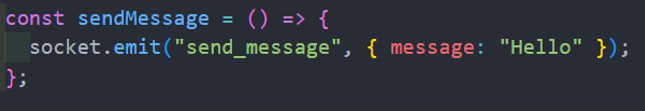 const sendMessage = () => {
  socket.emit("send_message", { message: "Hello" });
};